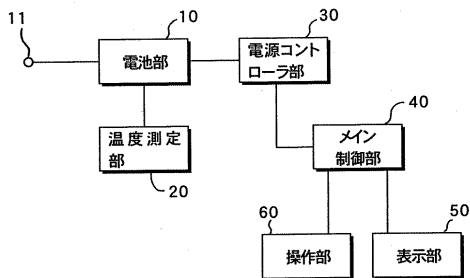 11
10
電池部
30
電源コント
ローラ部
40
メイン
制御部
温度測定
部
20
60
操作部
50
表示部